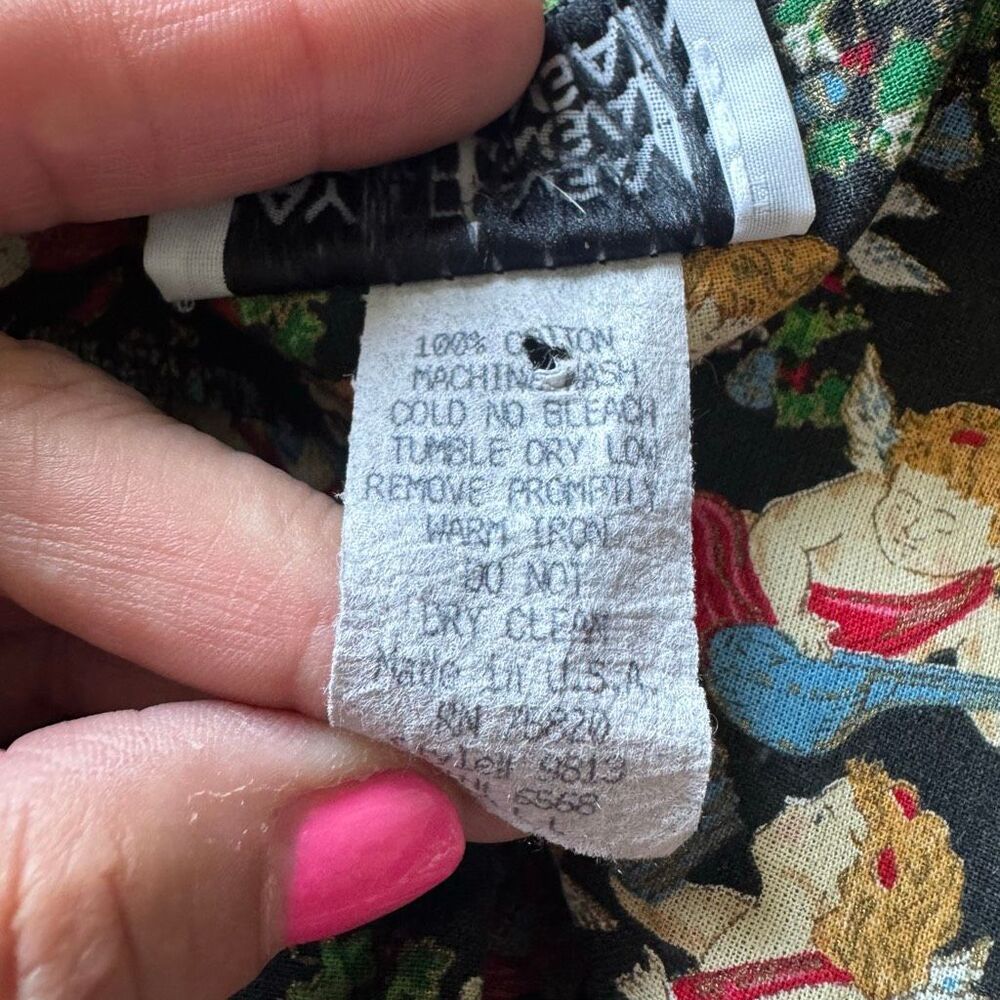 100% COTTON
MACHINE WASH
COLD NO BLEACH
TUMBLE DRY LOW
REMOVE PROMPTLY
WARM IRON
DO NOT
DRY CLEAN
Made in U.S.A.
RN 75820
Style# 9813
5568